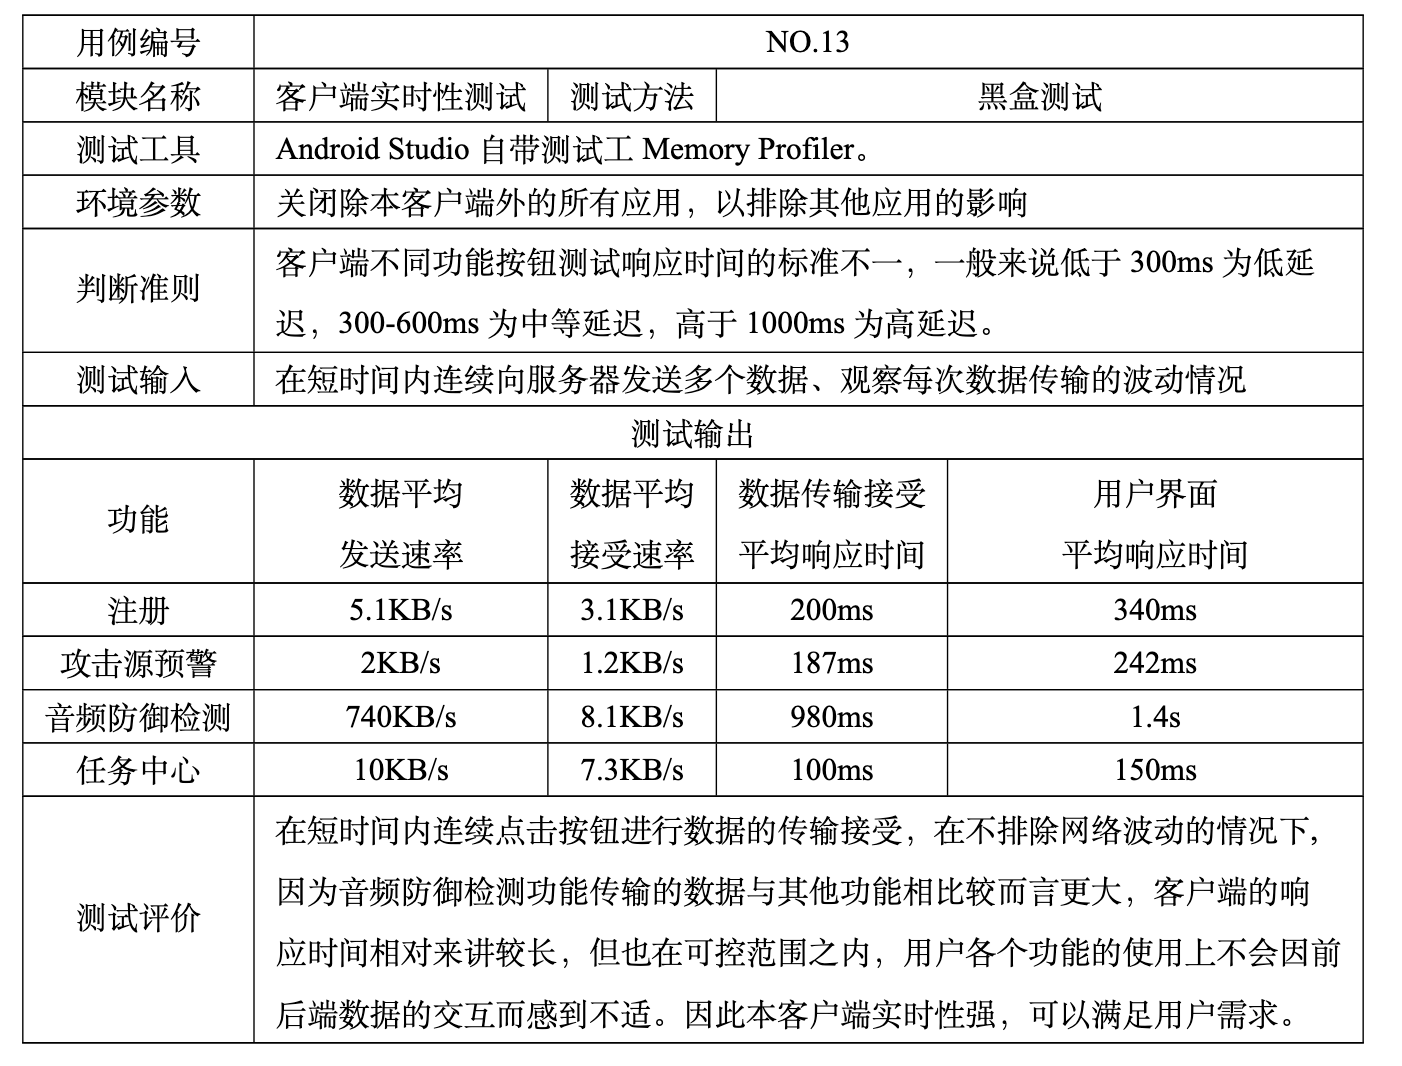 用例编号 NO.13
模块名称 客户端实时性测试 测试方法 黑盒测试
测试工具 Android Studio 自带测试工 Memory Profiler。
环境参数 关闭除本客户端外的所有应用，以排除其他应用的影响
判断准则
客户端不同功能按钮测试响应时间的标准不一，一般来说低于 300ms 为低延
迟，300-600ms 为中等延迟，高于 1000ms 为高延迟。
测试输入 在短时间内连续向服务器发送多个数据、观察每次数据传输的波动情况
测试输出
功能
数据平均 数据平均 数据传输接受 用户界面
发送速率 接受速率 平均响应时间 平均响应时间
注册 5.1KB/s 3.1KB/s 200ms 340ms
攻击源预警 2KB/s 1.2KB/s 187ms 242ms
音频防御检测 740KB/s 8.1KB/s 980ms 1.4s
任务中心 10KB/s 7.3KB/s 100ms 150ms
测试评价
在短时间内连续点击按钮进行数据的传输接受，在不排除网络波动的情况下，
因为音频防御检测功能传输的数据与其他功能相比较而言更大，客户端的响
应时间相对来讲较长，但也在可控范围之内，用户各个功能的使用上不会因前
后端数据的交互而感到不适。因此本客户端实时性强，可以满足用户需求。